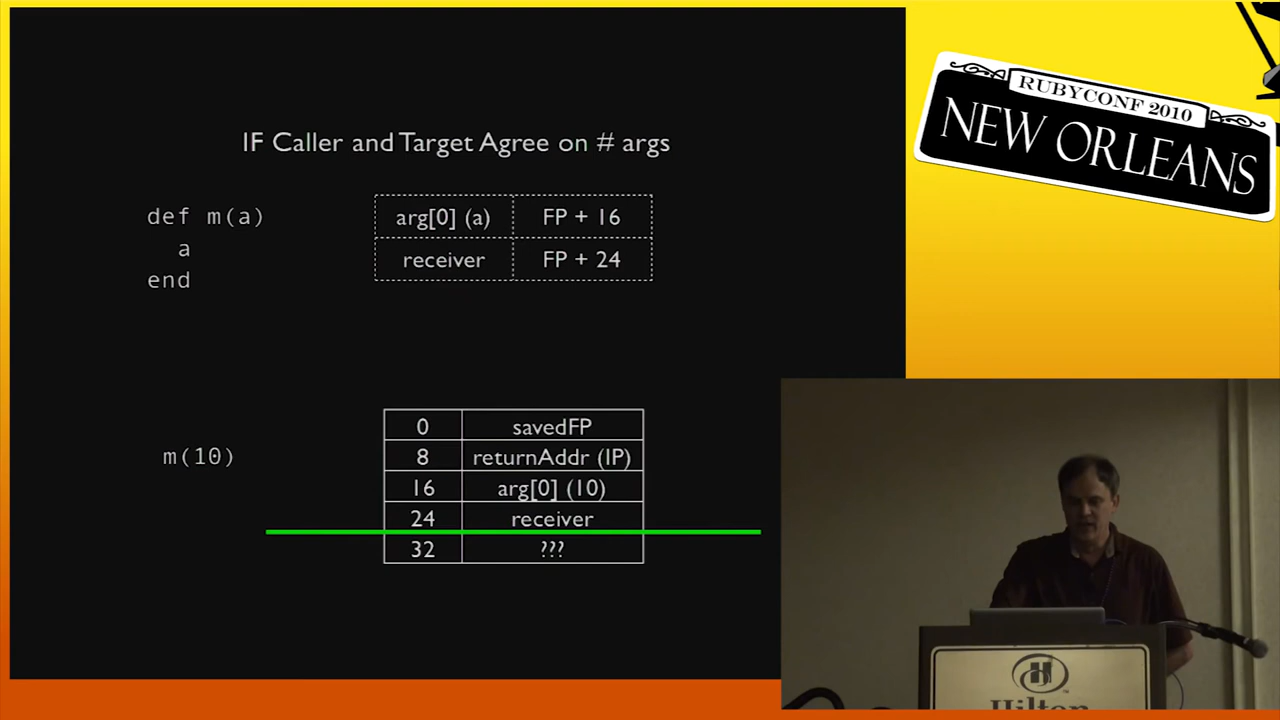 IF Caller and Target Agree on # args
def m(a)
a
end
arg[0] (a) FP + 16
receiver FP + 24
m(10)
0 savedFP
8 returnAddr (IP)
16 arg[0] (10)
24 receiver
32 ???
RUBYCONF 2010
NEW ORLEANS
H
Hilton